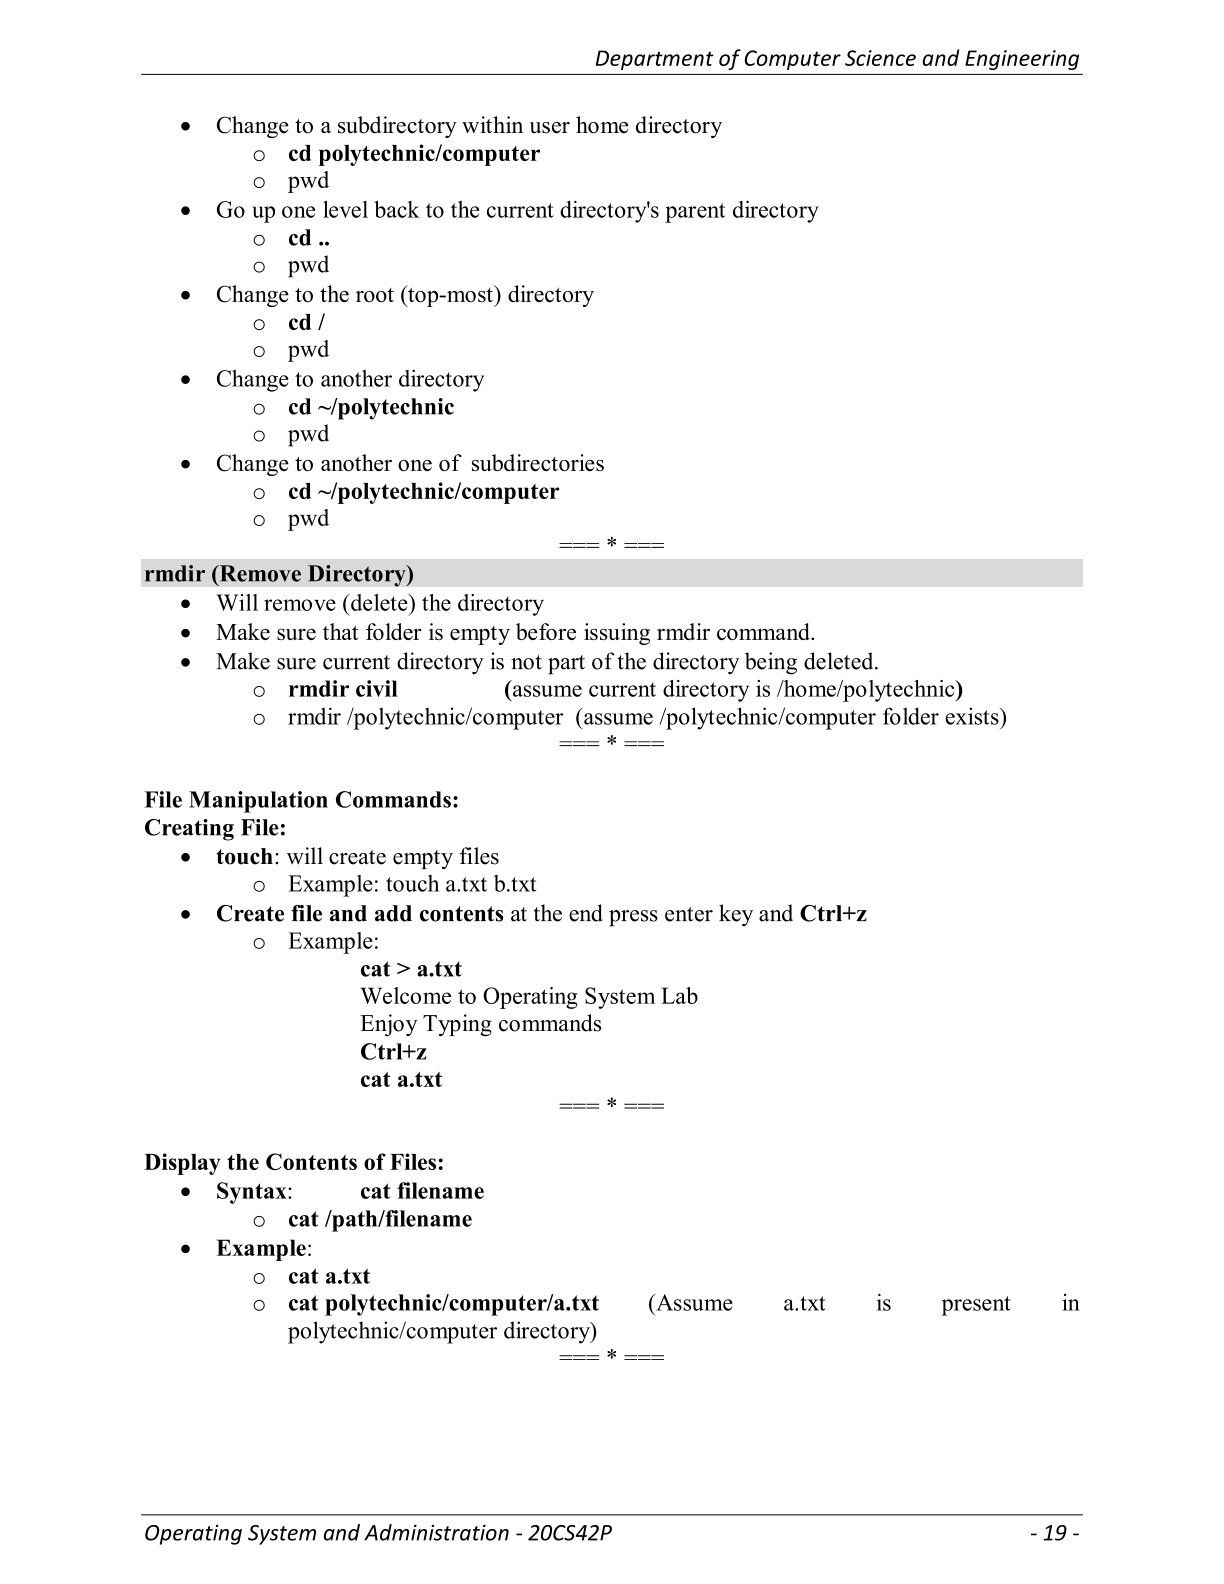 Department of Computer Science and Engineering
• Change to a subdirectory within user home directory
o cd polytechnic/computer
o pwd
• Go up one level back to the current directory's parent directory
o cd ..
o pwd
• Change to the root (top-most) directory
o cd /
o pwd
• Change to another directory
o cd ~/polytechnic
o pwd
• Change to another one of  subdirectories
o cd ~/polytechnic/computer
o pwd
=== * ===
rmdir (Remove Directory)
• Will remove (delete) the directory
• Make sure that folder is empty before issuing rmdir command.
• Make sure current directory is not part of the directory being deleted.
o rmdir civil (assume current directory is /home/polytechnic)
o rmdir /polytechnic/computer  (assume /polytechnic/computer folder exists)
=== * ===
File Manipulation Commands:
Creating File:
• touch: will create empty files
o Example: touch a.txt b.txt
• Create file and add contents at the end press enter key and Ctrl+z
o Example:
cat > a.txt
Welcome to Operating System Lab
Enjoy Typing commands
Ctrl+z
cat a.txt
=== * ===
Display the Contents of Files:
• Syntax: cat filename
o cat /path/filename
• Example:
o cat a.txt
o cat polytechnic/computer/a.txt (Assume a.txt is present in
polytechnic/computer directory)
=== * ===
Operating System and Administration - 20CS42P - 19 -